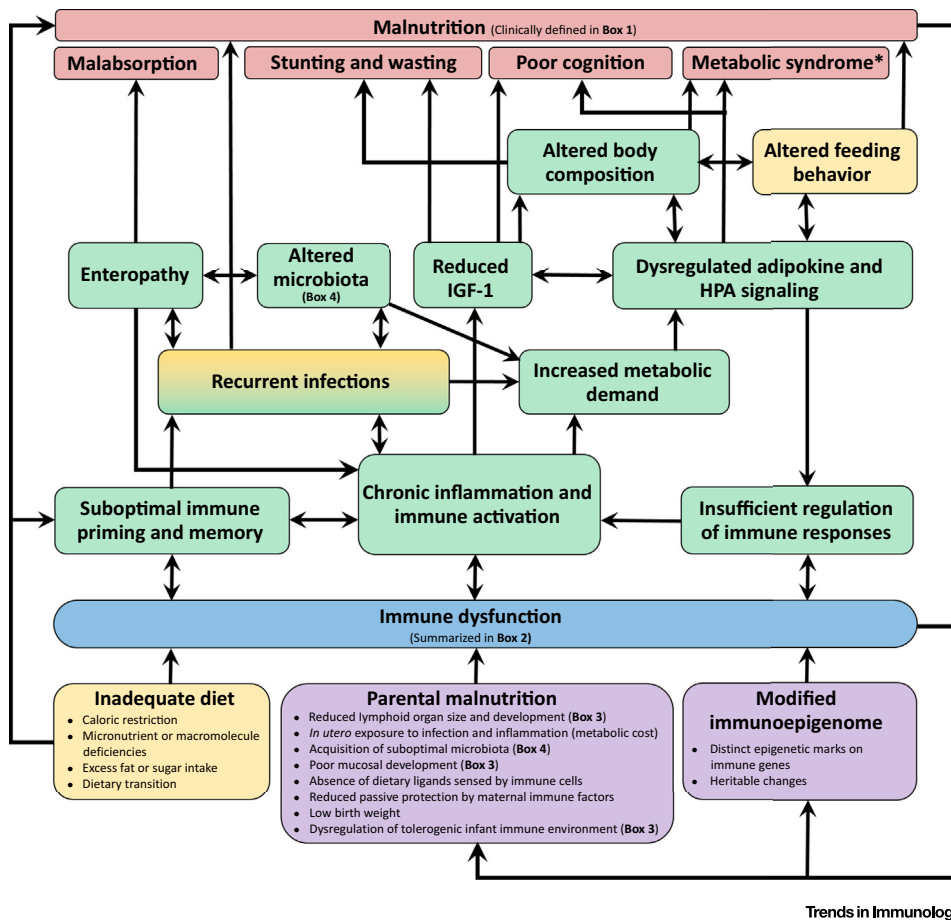 Malnutrition (Clinically defined in Box 1)
Malabsorption
Stunting and wasting
Poor cognition
Metabolic syndrome*
Altered body
composition
Altered feeding
behavior
Enteropathy
Altered
microbiota
(Box 4)
Reduced
IGF-1
Dysregulated adipokine and
HPA signaling
Recurrent infections
Increased metabolic
demand
Suboptimal immune
priming and memory
Chronic inflammation and
immune activation
Insufficient regulation
of immune responses
Immune dysfunction
(Summarized in Box 2)
Inadequate diet
• Caloric restriction
• Micronutrient or macromolecule
deficiencies
• Excess fat or sugar intake
• Dietary transition
Parental malnutrition
• Reduced lymphoid organ size and development (Box 3)
• In utero exposure to infection and inflammation (metabolic cost)
• Acquisition of suboptimal microbiota (Box 4)
• Poor mucosal development (Box 3)
• Absence of dietary ligands sensed by immune cells
• Reduced passive protection by maternal immune factors
• Low birth weight
• Dysregulation of tolerogenic infant immune environment (Box 3)
Modified
immunoepigenome
• Distinct epigenetic marks on
immune genes
• Heritable changes
Trends in Immunolog